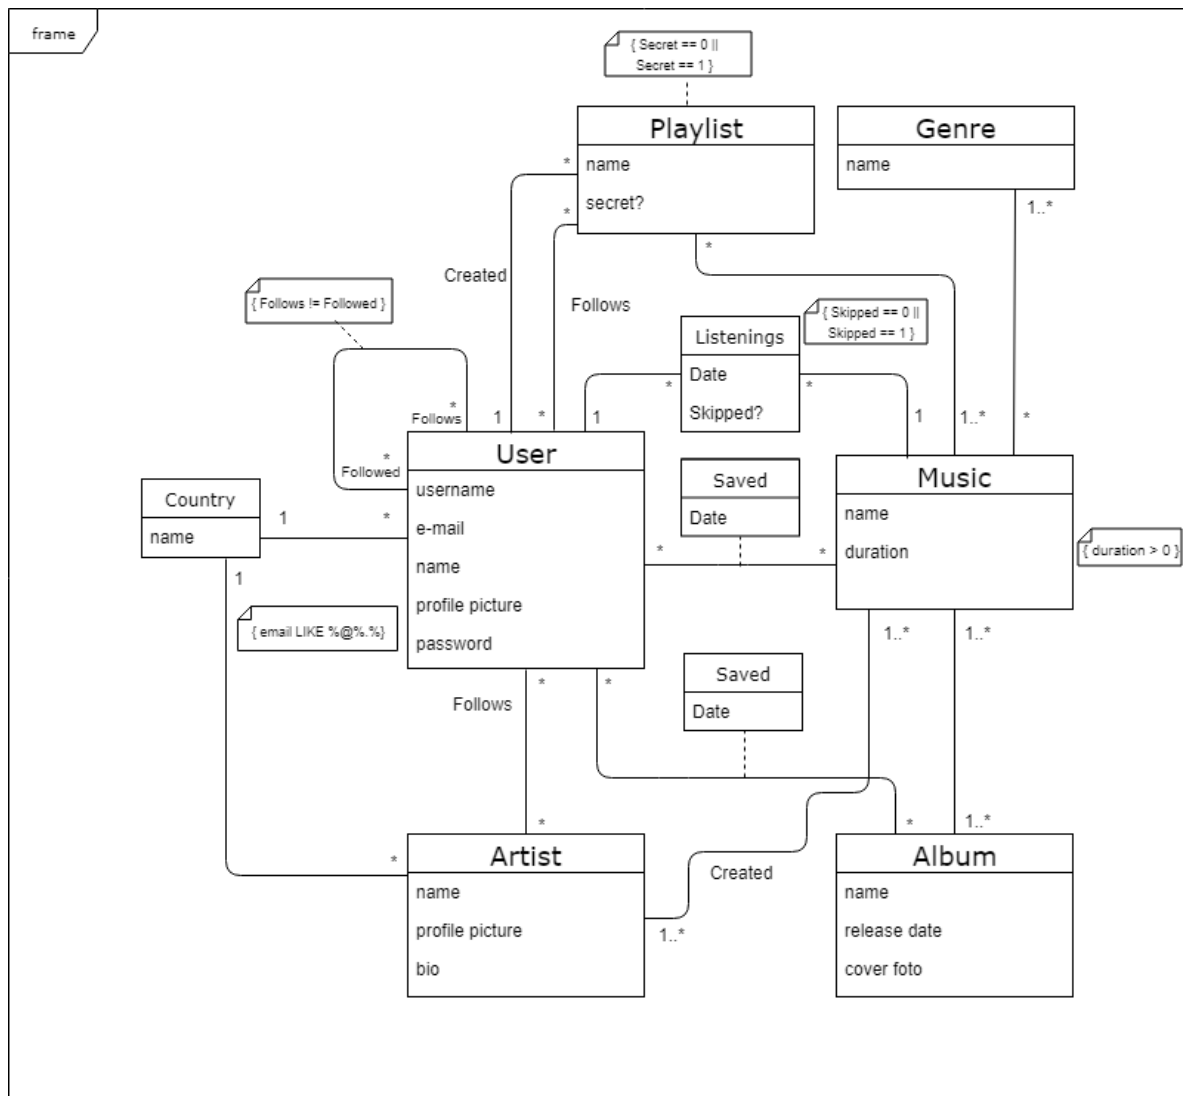 frame
{ Secret == 0 ||
Secret == 1 }
Playlist
name
secret?
Genre
name
*
*
1..*
*
Created
Follows
{ Follows != Followed }
{ Skipped == 0 ||
Skipped == 1 }
Listenings
Date
Skipped?
*
*
*
Follows
1
*
1
1
1..*
*
*
Followed
User
username
e-mail
name
profile picture
password
Music
name
duration
{ duration > 0 }
Saved
Date
*
*
Country
name
1
*
1
{ email LIKE %@%.%}
1..*
1..*
Follows
*
*
Saved
Date
*
*
1..*
*
Artist
name
profile picture
bio
Created
1..*
Album
name
release date
cover foto